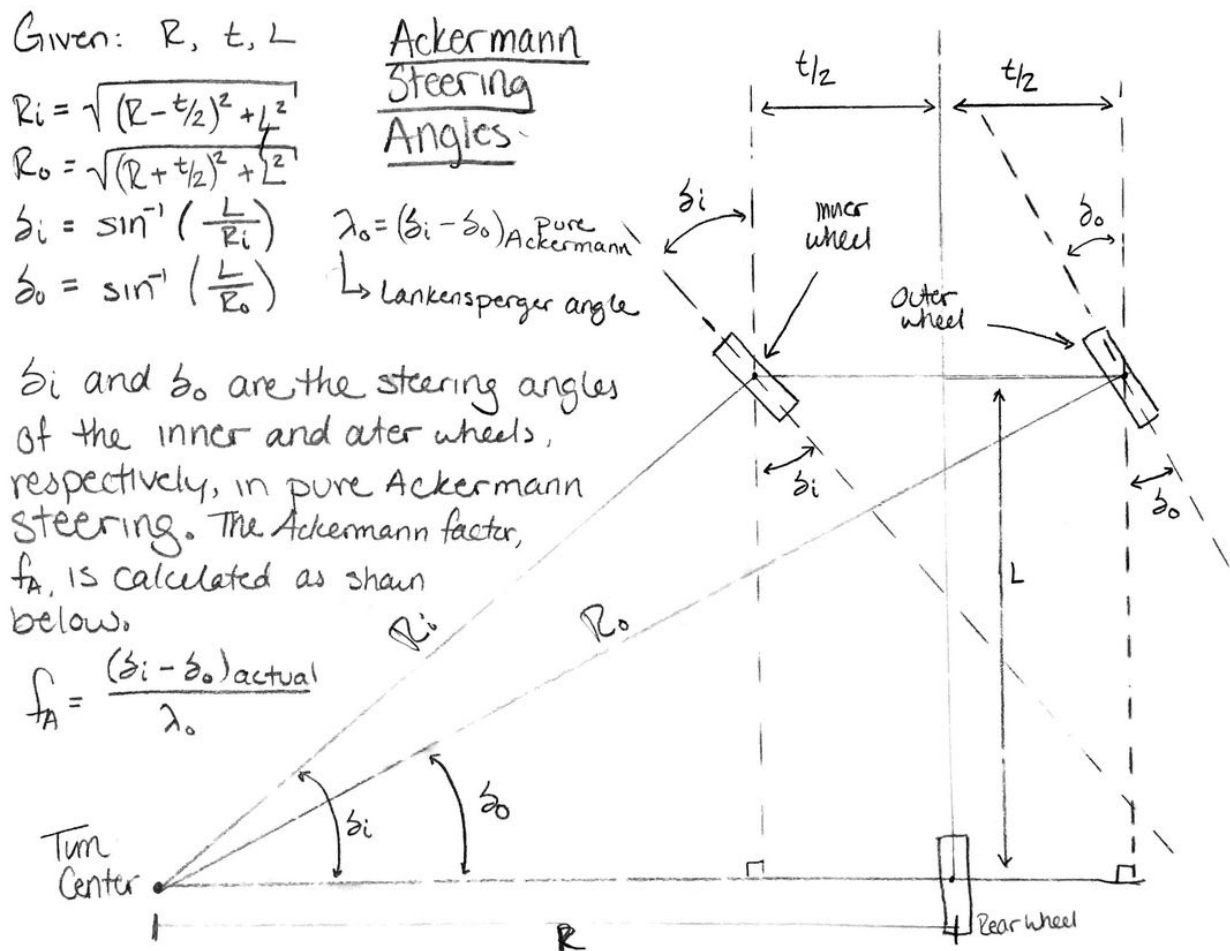 Given: R, t, L
Ri = √((R - t/2)² + L²)
Ro = √((R + t/2)² + L²)
δi = sin⁻¹ (L/Ri)
δo = sin⁻¹ (L/Ro)
Ackermann
Steering
Angles
λo = (δi - δo) pure Ackermann
↳ Lankensperger angle
δi and δo are the steering angles
of the inner and outer wheels,
respectively, in pure Ackermann
steering. The Ackermann factor,
fA, is calculated as shown
below.
fA = (δi - δo)actual / λo
t/2
t/2
δi
inner
wheel
δo
outer
wheel
δi
δo
L
Ri
Ro
δi
δo
Turn
Center
R
Rear wheel